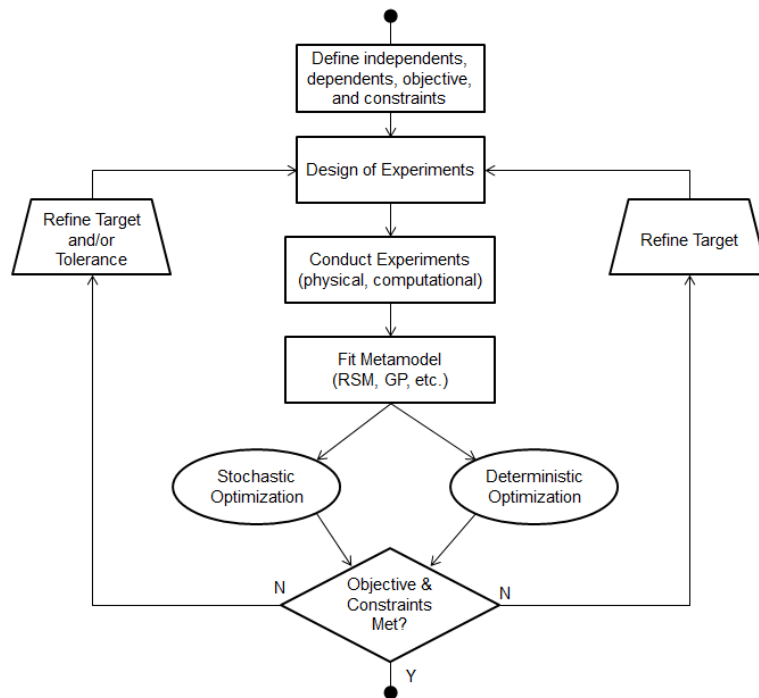 Define independents,
dependents, objective,
and constraints
Design of Experiments
Refine Target
and/or
Tolerance
Refine Target
Conduct Experiments
(physical, computational)
Fit Metamodel
(RSM, GP, etc.)
Stochastic
Optimization
Deterministic
Optimization
N
Objective &
Constraints
Met?
N
Y